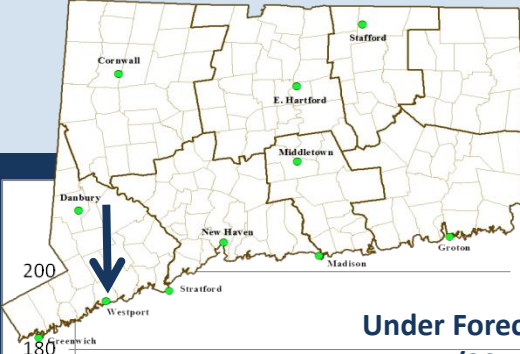 Stafford
Cornwall
E. Hartford
Middletown
Danbury
New Haven
Groton
Madison
200
Stratford
Westport
Under Forec
Greenwich
180